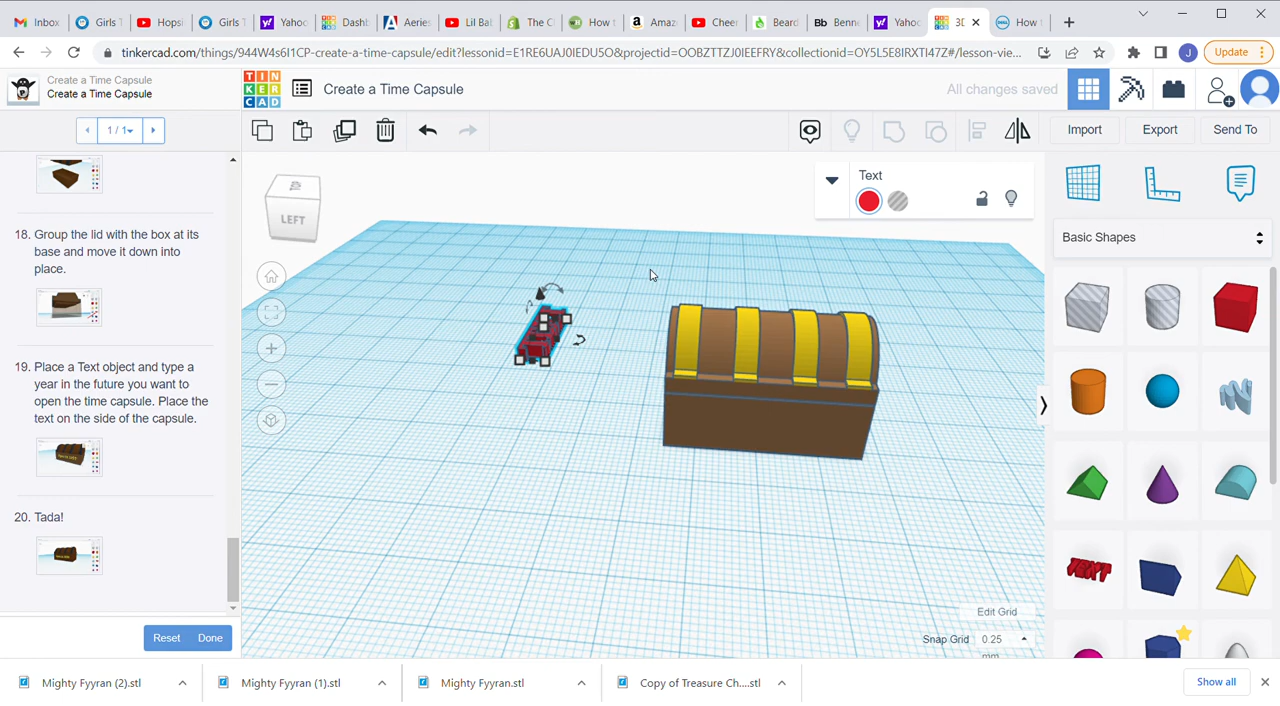 Inbox
Girls T
Hopsi
Girls T
Yahoo
Dashb
Aeries
Lil Bab
The C
How t
Amaz
Cheer
Beard
Bb Benne
Yahoo
3D
How t
tinkercad.com/things/944W4s6I1CP-create-a-time-capsule/edit?lessonid=E1RE6UAJ0IEDU5O&projectid=OOBZTTZJ0IEEFRY&collectionid=OY5L5E8IRXTI47Z#/lesson-vie...
J
Update
Create a Time Capsule
Create a Time Capsule
TIN
KER
CAD
Create a Time Capsule
All changes saved
1 / 1
Import
Export
Send To
18. Group the lid with the box at its
base and move it down into
place.
19. Place a Text object and type a
year in the future you want to
open the time capsule. Place the
text on the side of the capsule.
20. Tada!
Reset
Done
LEFT
Text
Basic Shapes
TEXT
Edit Grid
Snap Grid
0.25
mm
Mighty Fyyran (2).stl
Mighty Fyyran (1).stl
Mighty Fyyran.stl
Copy of Treasure Ch....stl
Show all